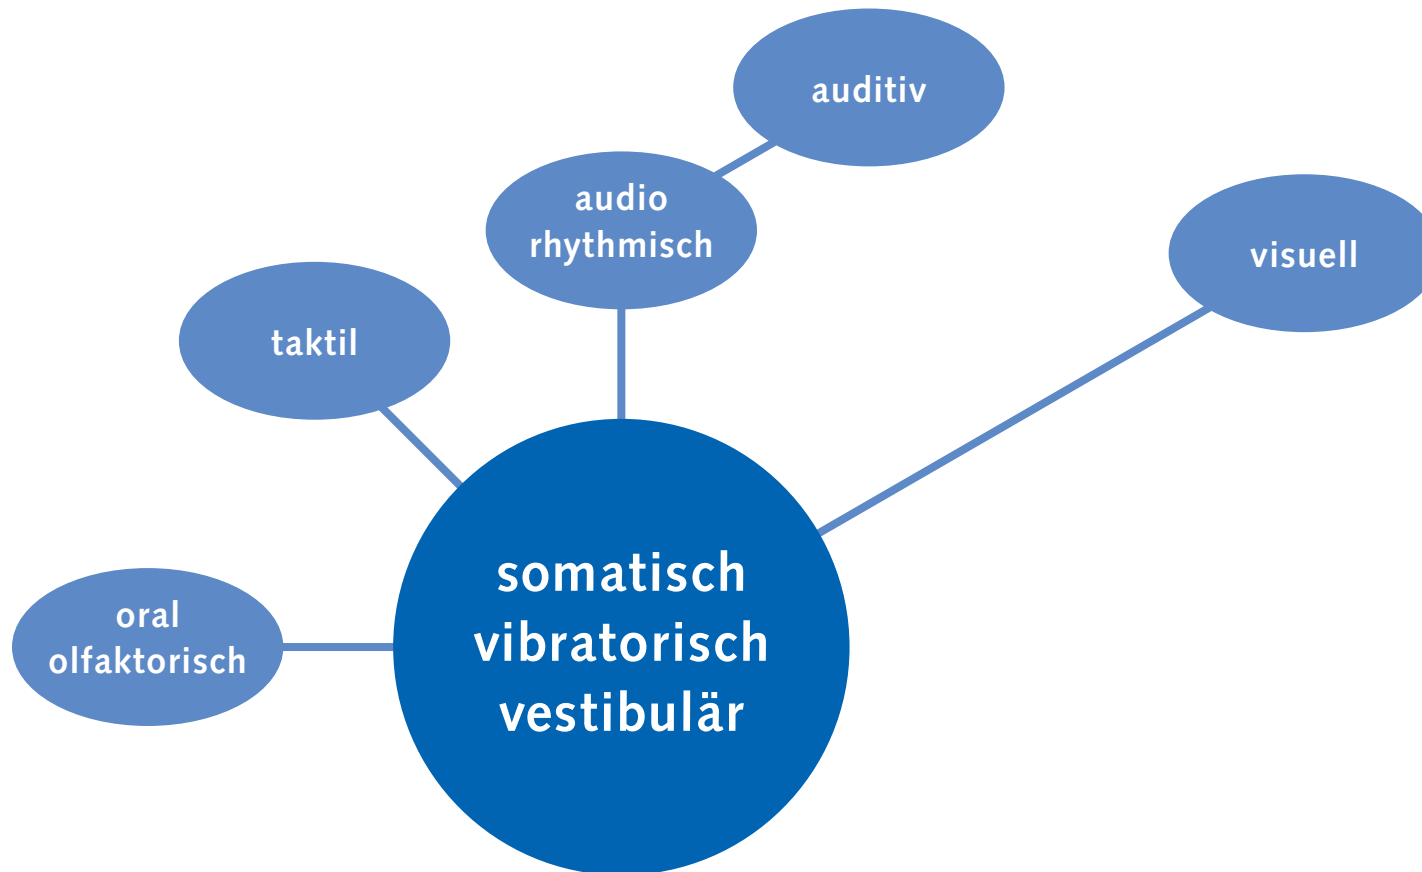 auditiv
audio
rhythmisch
visuell
taktil
somatisch
vibratorisch
vestibulär
oral
olfaktorisch